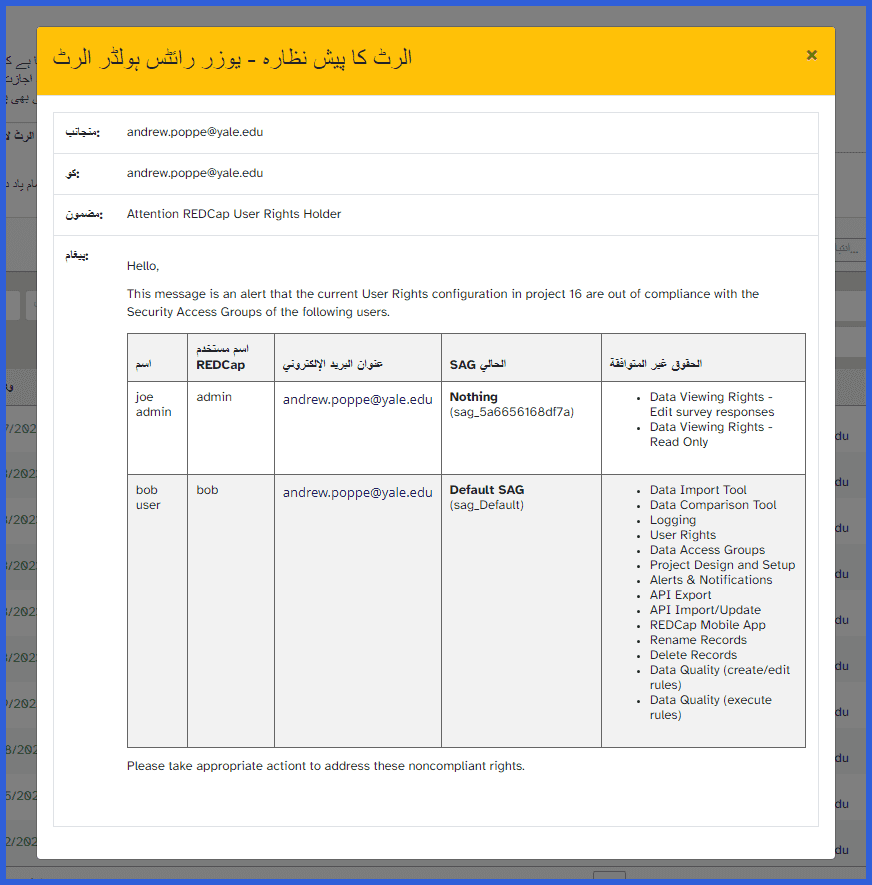 الرٹ کا پیش نظارہ - یوزر رائٹس ہولڈر الرٹ
×
منجانب:
andrew.poppe@yale.edu
کو:
andrew.poppe@yale.edu
مضمون:
Attention REDCap User Rights Holder
پیغام:
Hello,
This message is an alert that the current User Rights configuration in project 16 are out of compliance with the
Security Access Groups of the following users.
اسم
اسم مستخدم
REDCap
عنوان البريد الإلكتروني
SAG الحالي
الحقوق غير المتوافقة
joe
admin
admin
andrew.poppe@yale.edu
Nothing
(sag_5a6656168df7a)
• Data Viewing Rights -
Edit survey responses
• Data Viewing Rights -
Read Only
bob
user
bob
andrew.poppe@yale.edu
Default SAG
(sag_Default)
• Data Import Tool
• Data Comparison Tool
• Logging
• User Rights
• Data Access Groups
• Project Design and Setup
• Alerts & Notifications
• API Export
• API Import/Update
• REDCap Mobile App
• Rename Records
• Delete Records
• Data Quality (create/edit
rules)
• Data Quality (execute
rules)
Please take appropriate actiont to address these noncompliant rights.